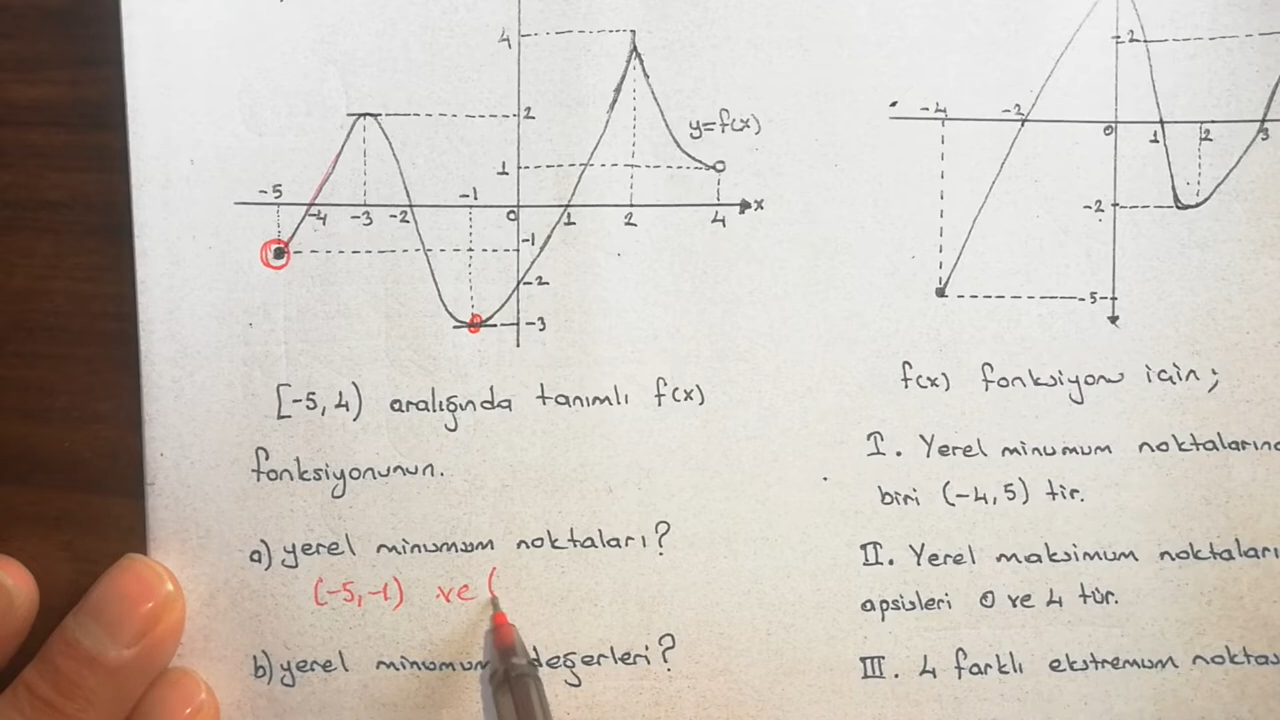 4
2
y=f(x)
1
-5 -1
-4 -3 -2 0 1 2 4 x
-1
-2
-3
[-5,4) aralığında tanımlı f(x)
fonksiyonunun.
a) yerel minumum noktaları?
(-5,-1) ve (
b) yerel minumum değerleri?
2
-4 -2 0 1 2 3
-2
-5
f(x) fonksiyon için;
I. Yerel minumum
biri (-4,5) tir.
II. Yerel maksimum noktaları
apsisleri 0 ve 4 tür.
III. 4 farklı ekstremum